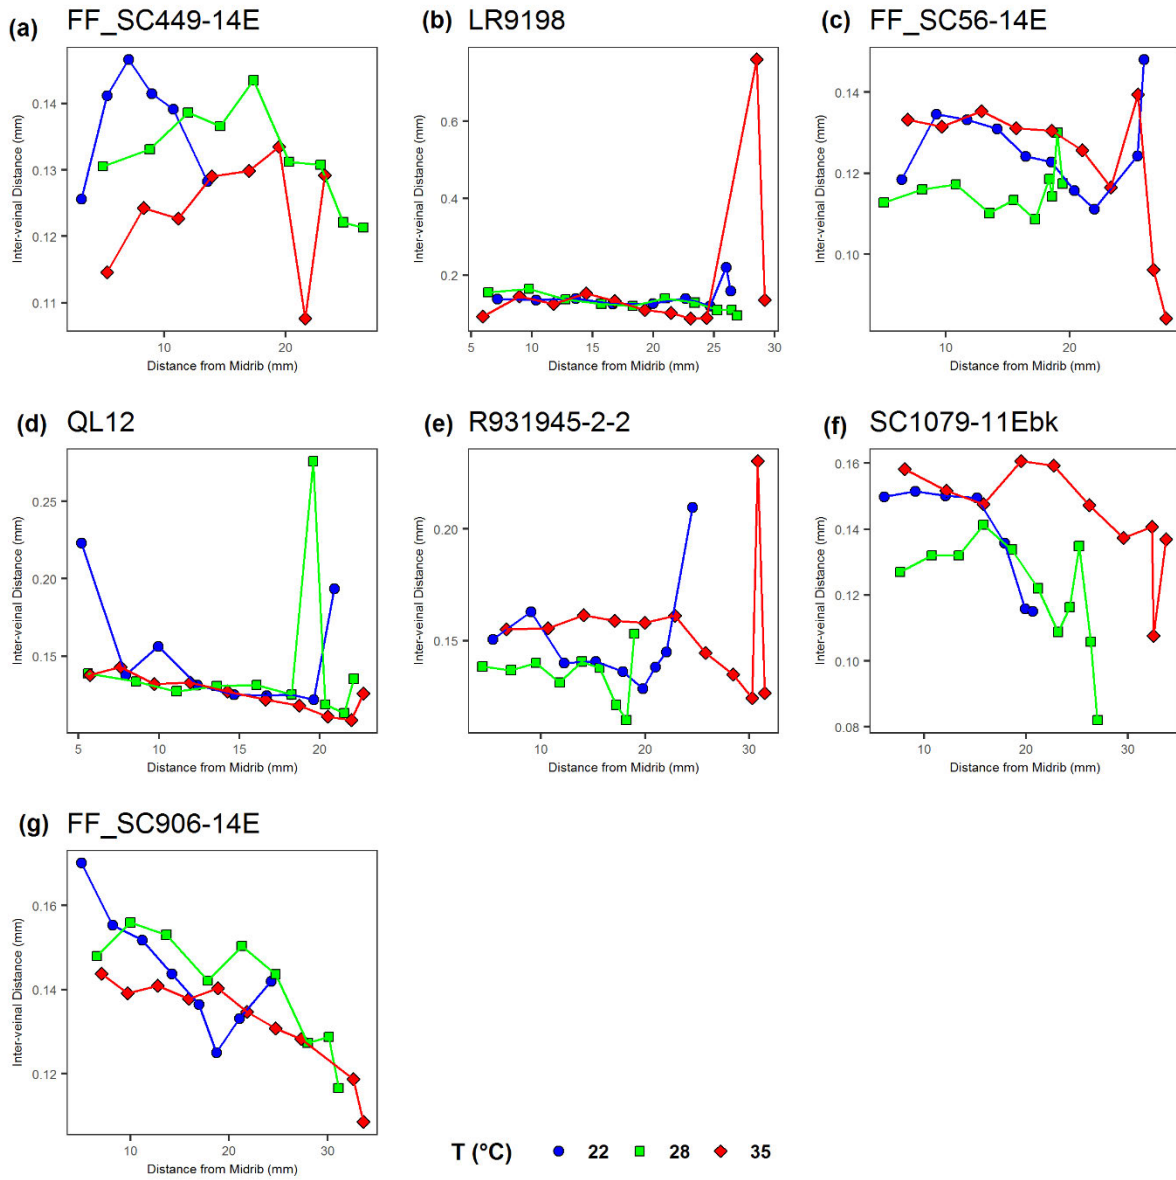 (a) FF_SC449-14E
Inter-veinal Distance (mm)
0.14
0.13
0.12
0.11
10 20
Distance from Midrib (mm)
(b) LR9198
Inter-veinal Distance (mm)
0.6
0.4
0.2
5 10 15 20 25 30
Distance from Midrib (mm)
(c) FF_SC56-14E
Inter-veinal Distance (mm)
0.14
0.12
0.10
10 20
Distance from Midrib (mm)
(d) QL12
Inter-veinal Distance (mm)
0.25
0.20
0.15
5 10 15 20
Distance from Midrib (mm)
(e) R931945-2-2
Inter-veinal Distance (mm)
0.20
0.15
10 20 30
Distance from Midrib (mm)
(f) SC1079-11Ebk
Inter-veinal Distance (mm)
0.16
0.14
0.12
0.10
0.08
10 20 30
Distance from Midrib (mm)
(g) FF_SC906-14E
Inter-veinal Distance (mm)
0.16
0.14
0.12
10 20 30
Distance from Midrib (mm)
T (°C) 22 28 35